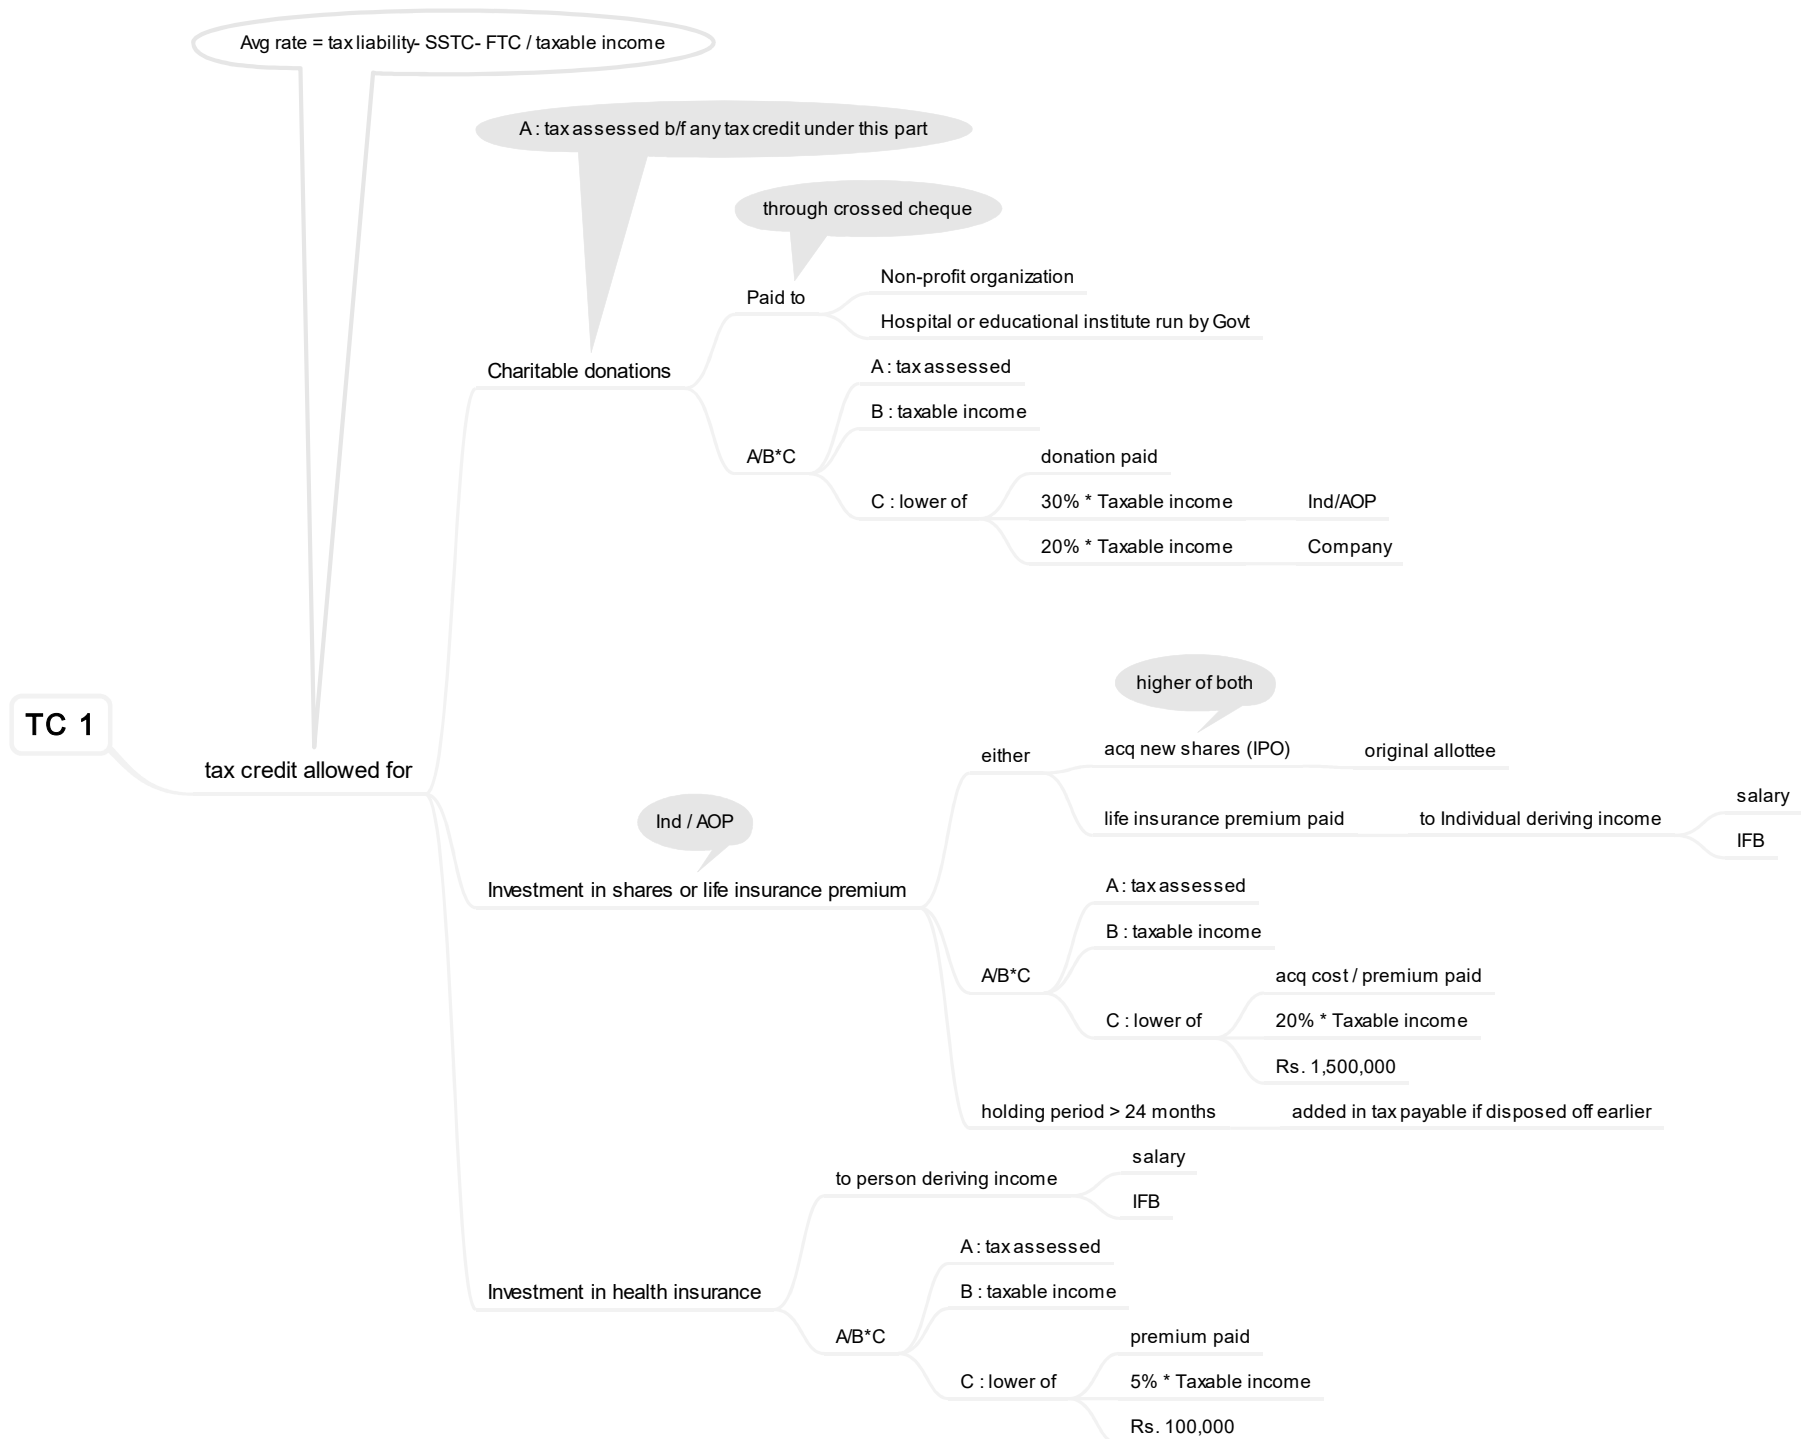 Avg rate = tax liability- SSTC- FTC / taxable income
A : tax assessed b/f any tax credit under this part
through crossed cheque
Non-profit organization
Paid to
Hospital or educational institute run by Govt
Charitable donations
A : tax assessed
B : taxable income
A/B*C
donation paid
C : lower of
30% * Taxable income
Ind/AOP
20% * Taxable income
Company
TC 1
tax credit allowed for
higher of both
either
acq new shares (IPO)
original allottee
life insurance premium paid
to Individual deriving income
salary
IFB
Ind / AOP
Investment in shares or life insurance premium
A : tax assessed
B : taxable income
A/B*C
acq cost / premium paid
C : lower of
20% * Taxable income
Rs. 1,500,000
holding period > 24 months
added in tax payable if disposed off earlier
salary
to person deriving income
IFB
Investment in health insurance
A : tax assessed
B : taxable income
A/B*C
premium paid
C : lower of
5% * Taxable income
Rs. 100,000